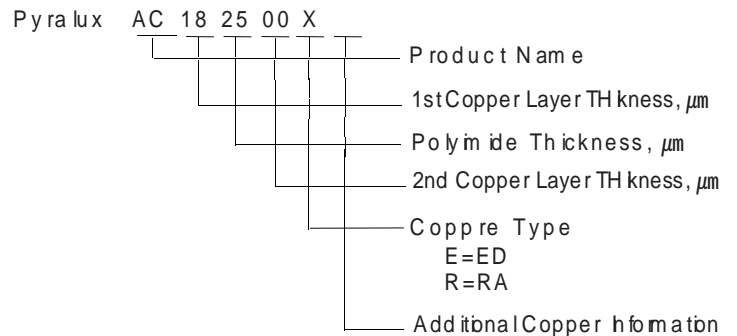 Pyralux AC 18 25 00 X
Product Name
1st Copper Layer THkness, μm
Polyimide Thickness, μm
2nd Copper Layer THkness, μm
Coppre Type
E=ED
R=RA
Additional Copper Information